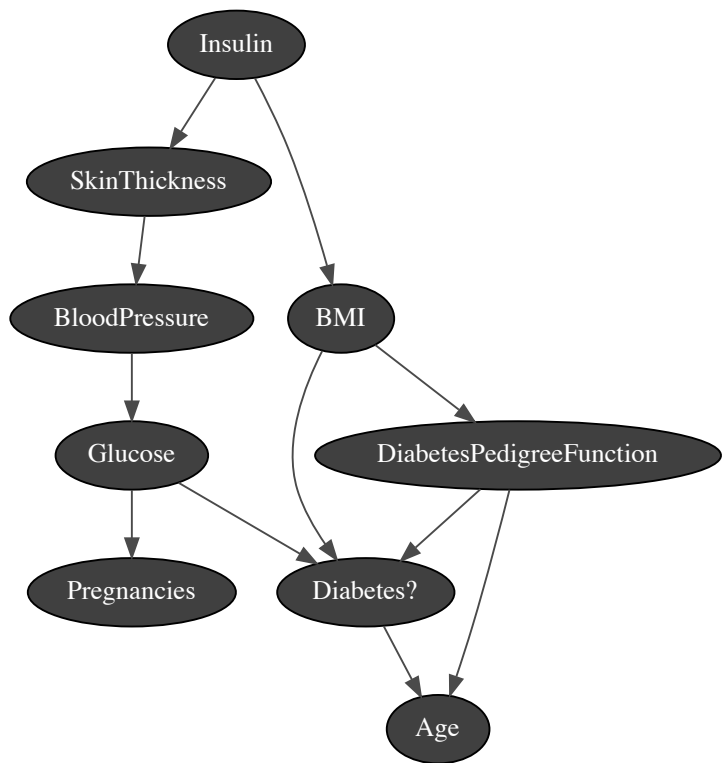 Insulin
SkinThickness
BloodPressure
BMI
Glucose
DiabetesPedigreeFunction
Pregnancies
Diabetes?
Age